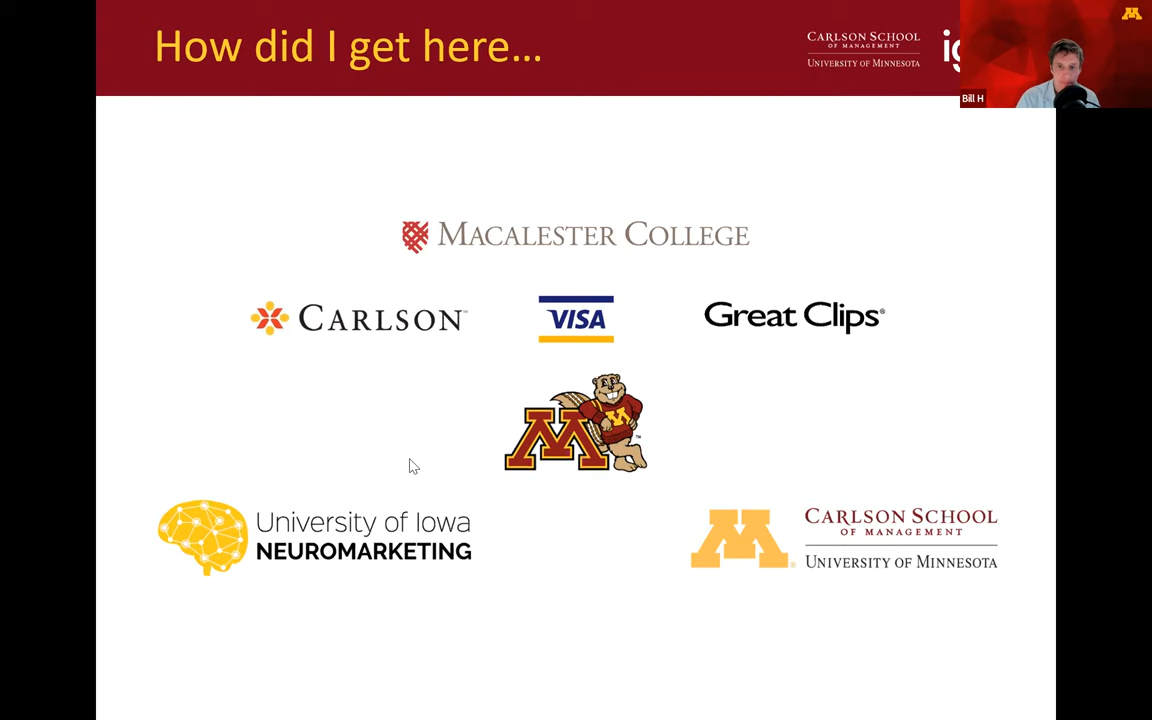 How did I get here...
CARLSON SCHOOL
OF MANAGEMENT
UNIVERSITY OF MINNESOTA
Bill H
MACALESTER COLLEGE
CARLSON
VISA
Great Clips®
M
M
™
University of Iowa
NEUROMARKETING
M
CARLSON SCHOOL
OF MANAGEMENT
UNIVERSITY OF MINNESOTA